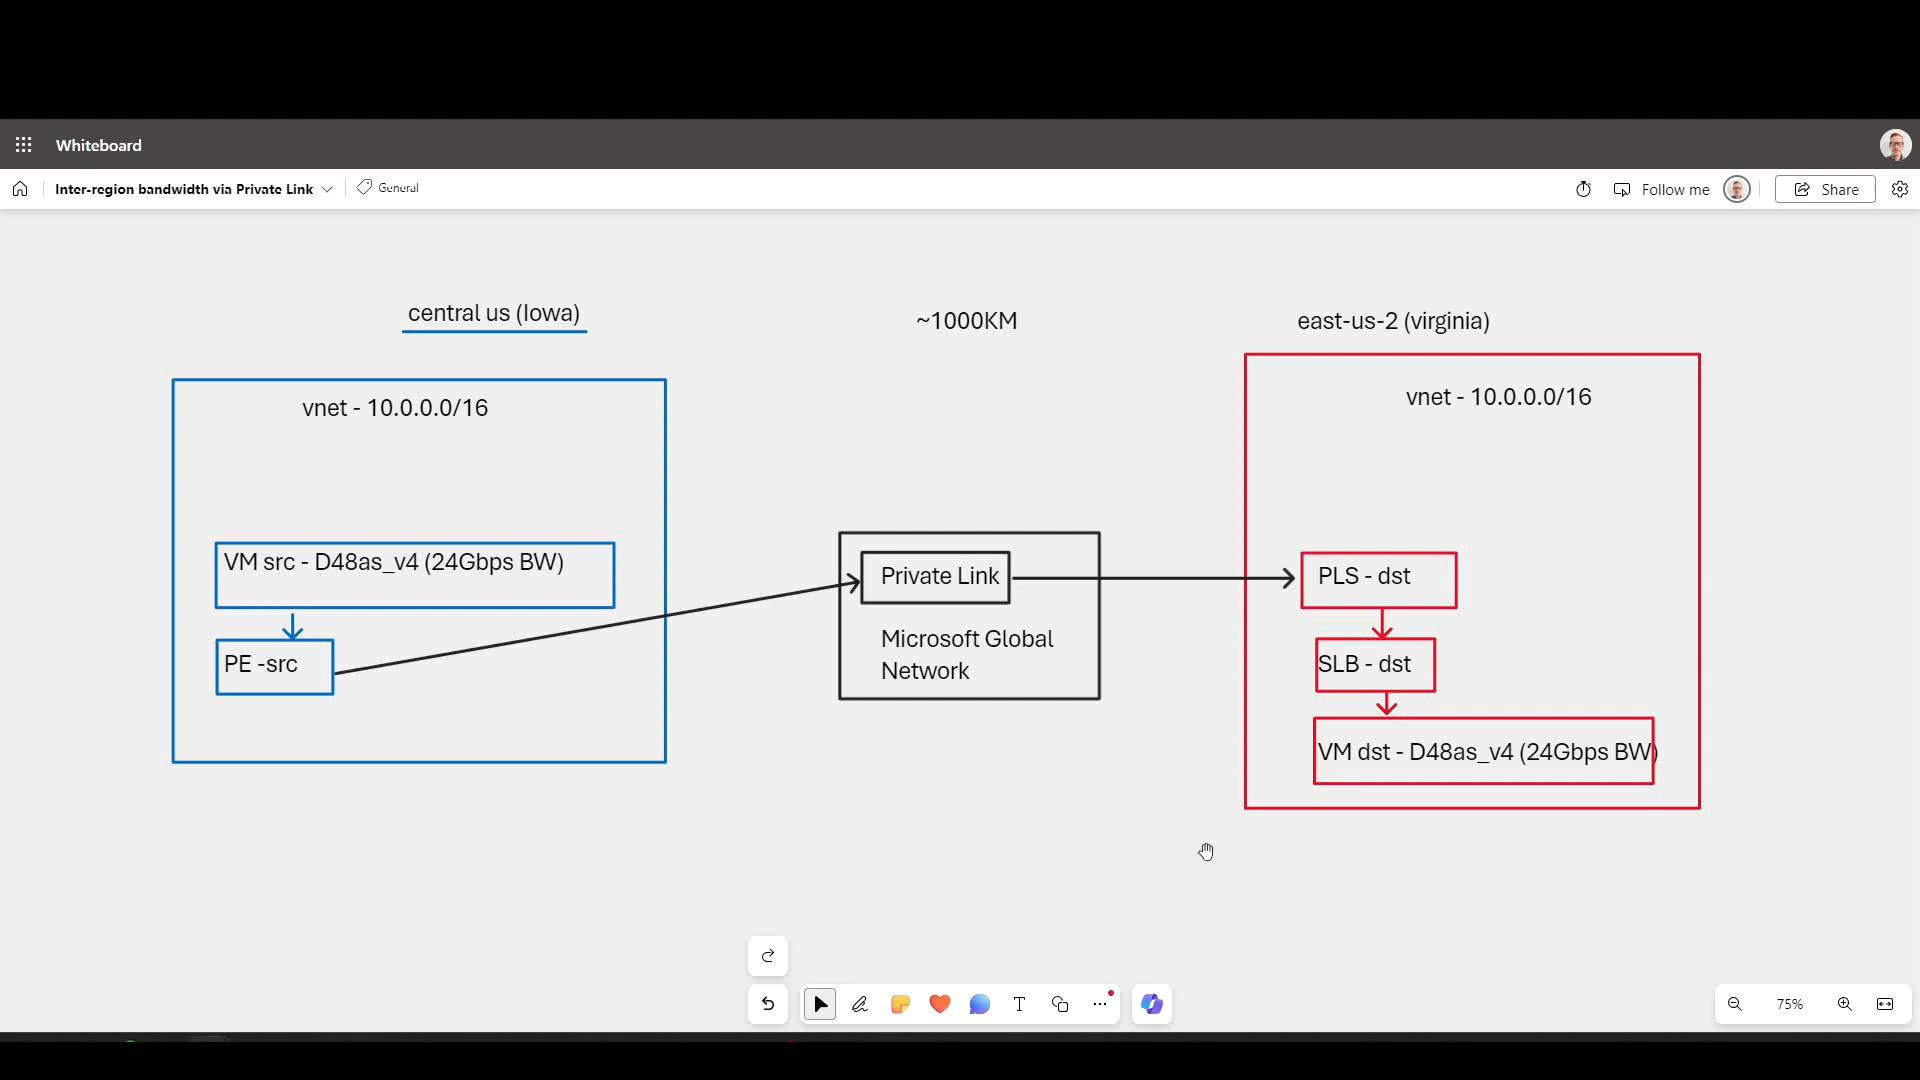 Whiteboard
Inter-region bandwidth via Private Link
General
Follow me
Share
central us (Iowa)
~1000KM
east-us-2 (virginia)
vnet - 10.0.0.0/16
vnet - 10.0.0.0/16
VM src - D48as_v4 (24Gbps BW)
PE -src
Private Link
Microsoft Global
Network
PLS - dst
SLB - dst
VM dst - D48as_v4 (24Gbps BW)
75%